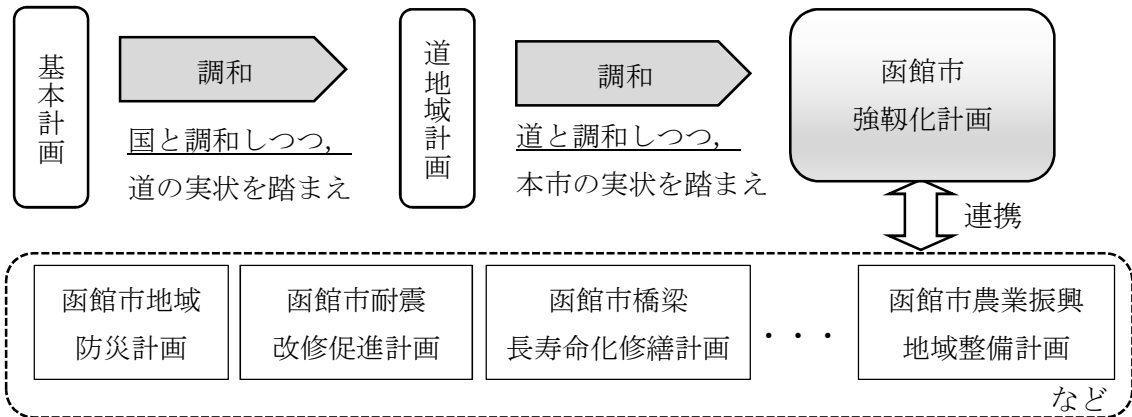 基本計画
調和
国と調和しつつ，
道の実状を踏まえ
道地域計画
調和
道と調和しつつ，
本市の実状を踏まえ
函館市
強靱化計画
連携
函館市地域
防災計画
函館市耐震
改修促進計画
函館市橋梁
長寿命化修繕計画
・・・
函館市農業振興
地域整備計画
など